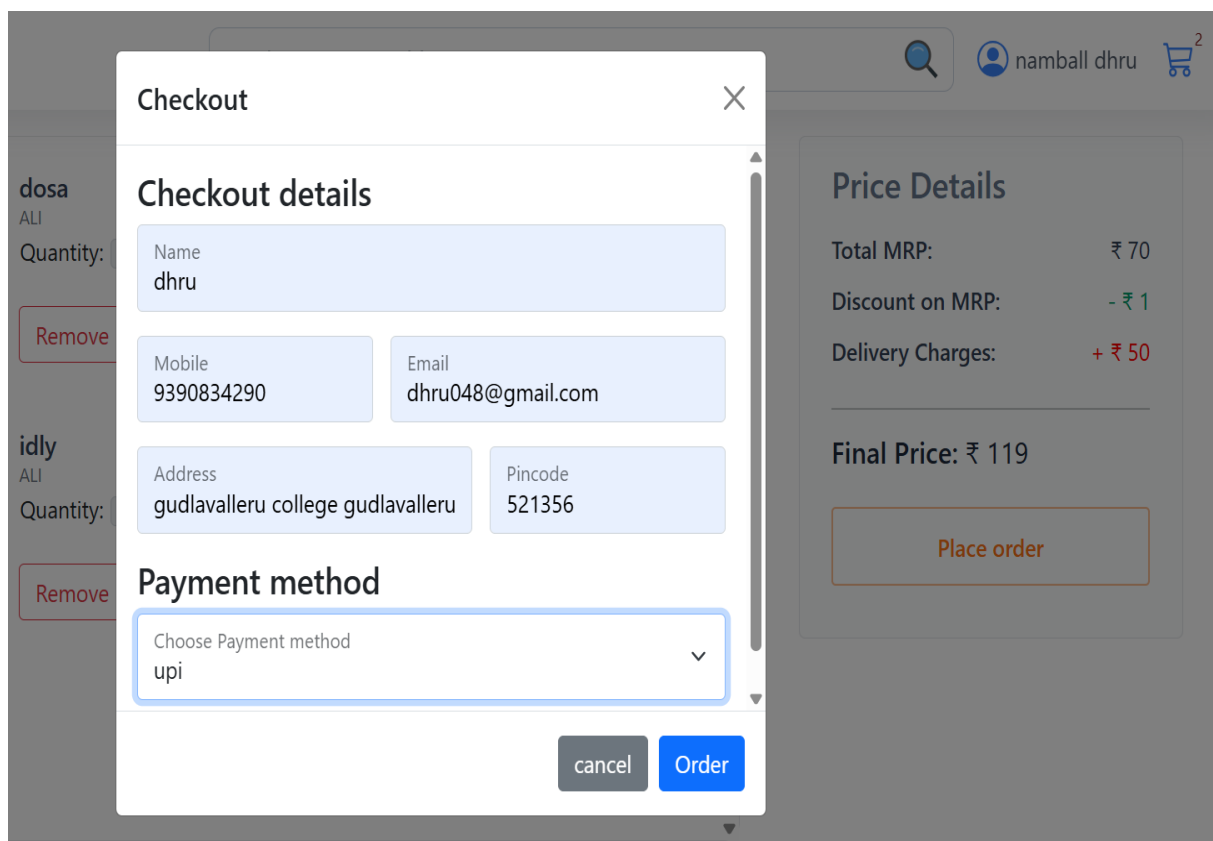 namball dhru
2
Checkout
Checkout details
Name
dhru
Mobile
9390834290
Email
dhru048@gmail.com
Address
gudlavalleru college gudlavalleru
Pincode
521356
Payment method
Choose Payment method
upi
cancel
Order
dosa
ALI
Quantity:
Remove
idly
ALI
Quantity:
Remove
Price Details
Total MRP: ₹ 70
Discount on MRP: - ₹ 1
Delivery Charges: + ₹ 50
Final Price: ₹ 119
Place order